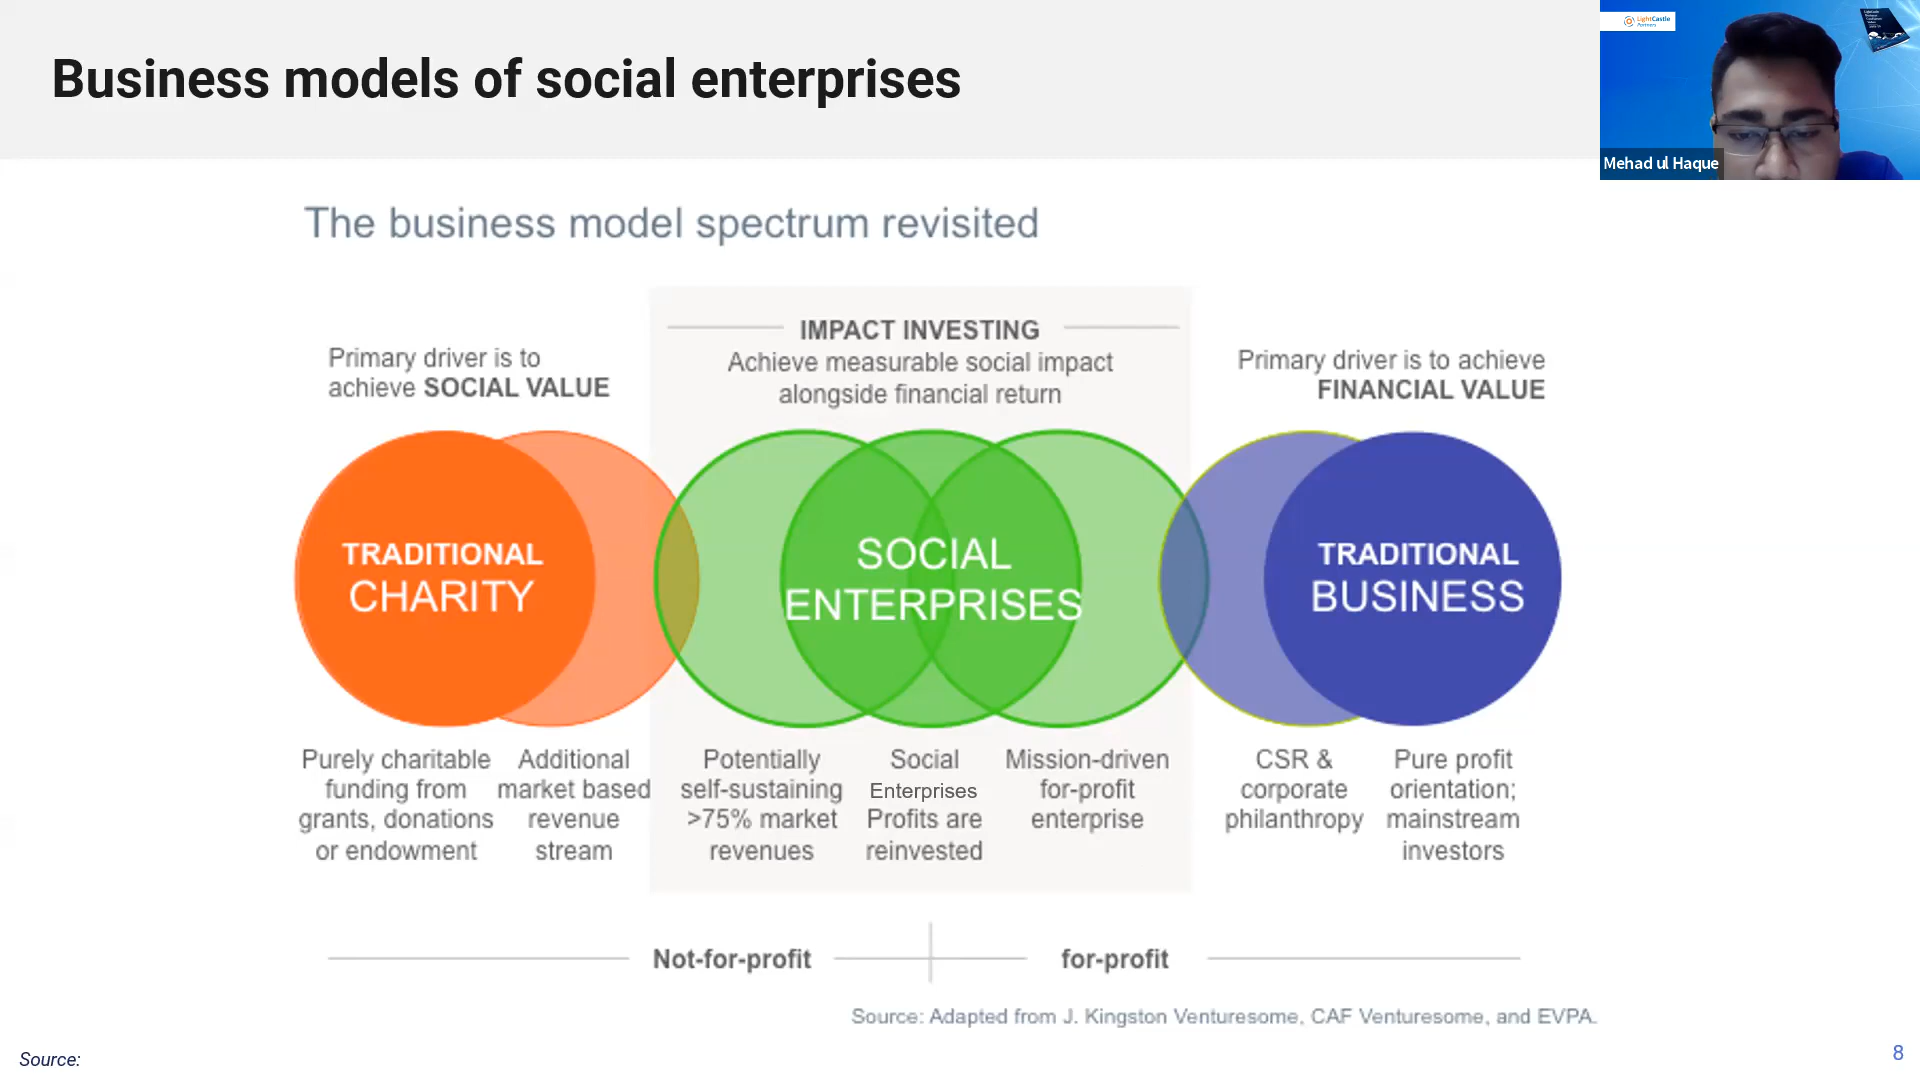 Business models of social enterprises
LightCastle
Partners
Mehad ul Haque
The business model spectrum revisited
IMPACT INVESTING
Achieve measurable social impact
alongside financial return
Primary driver is to
achieve SOCIAL VALUE
Primary driver is to achieve
FINANCIAL VALUE
TRADITIONAL
CHARITY
SOCIAL
ENTERPRISES
TRADITIONAL
BUSINESS
Purely charitable
funding from
grants, donations
or endowment
Additional
market based
revenue
stream
Potentially
self-sustaining
>75% market
revenues
Social
Enterprises
Profits are
reinvested
Mission-driven
for-profit
enterprise
CSR &
corporate
philanthropy
Pure profit
orientation;
mainstream
investors
Not-for-profit
for-profit
Source: Adapted from J. Kingston Venturesome, CAF Venturesome, and EVPA.
Source:
8